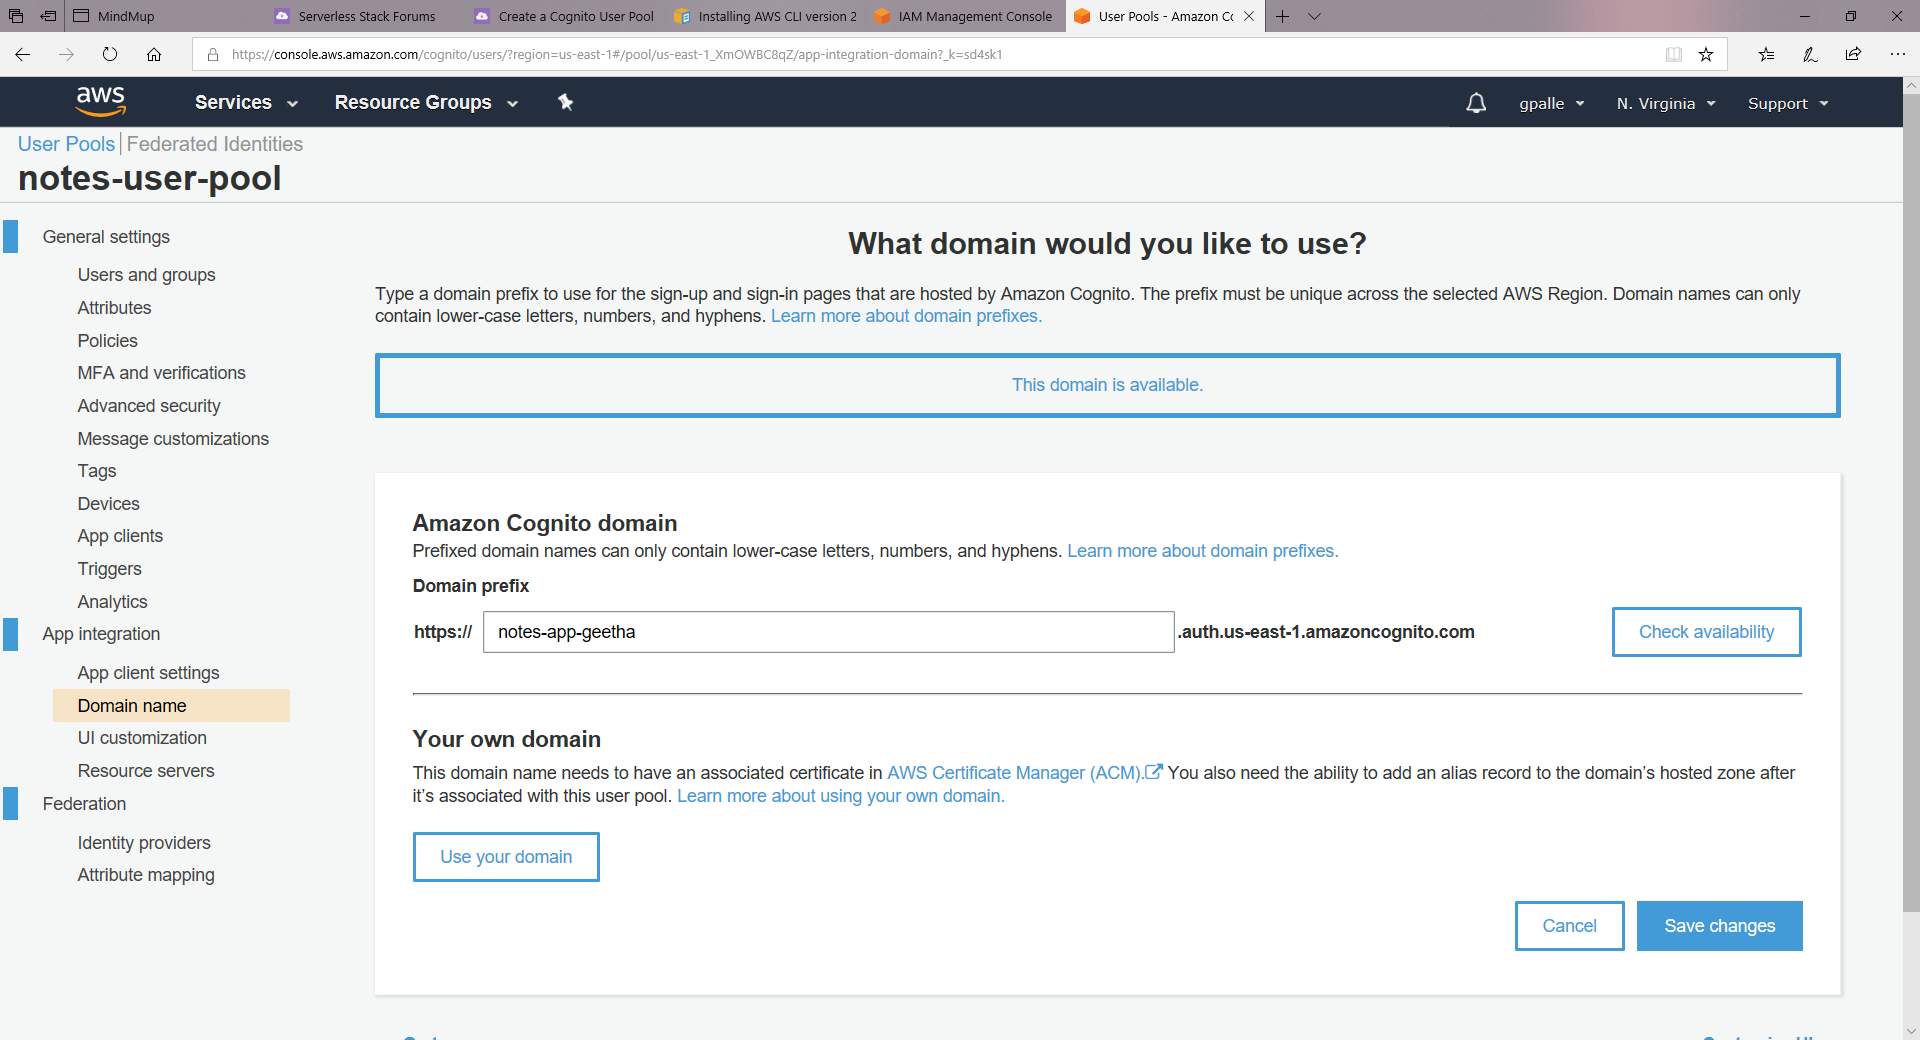 MindMup
Serverless Stack Forums
Create a Cognito User Pool
Installing AWS CLI version 2
IAM Management Console
User Pools - Amazon Co
https://console.aws.amazon.com/cognito/users/?region=us-east-1#/pool/us-east-1_XmOWBC8qZ/app-integration-domain?_k=sd4sk1
aws
Services
Resource Groups
gpalle
N. Virginia
Support
User Pools | Federated Identities
notes-user-pool
General settings
Users and groups
Attributes
Policies
MFA and verifications
Advanced security
Message customizations
Tags
Devices
App clients
Triggers
Analytics
App integration
App client settings
Domain name
UI customization
Resource servers
Federation
Identity providers
Attribute mapping
What domain would you like to use?
Type a domain prefix to use for the sign-up and sign-in pages that are hosted by Amazon Cognito. The prefix must be unique across the selected AWS Region. Domain names can only
contain lower-case letters, numbers, and hyphens. Learn more about domain prefixes.
This domain is available.
Amazon Cognito domain
Prefixed domain names can only contain lower-case letters, numbers, and hyphens. Learn more about domain prefixes.
Domain prefix
https:// notes-app-geetha .auth.us-east-1.amazoncognito.com
Check availability
Your own domain
This domain name needs to have an associated certificate in AWS Certificate Manager (ACM). You also need the ability to add an alias record to the domain’s hosted zone after
it’s associated with this user pool. Learn more about using your own domain.
Use your domain
Cancel
Save changes